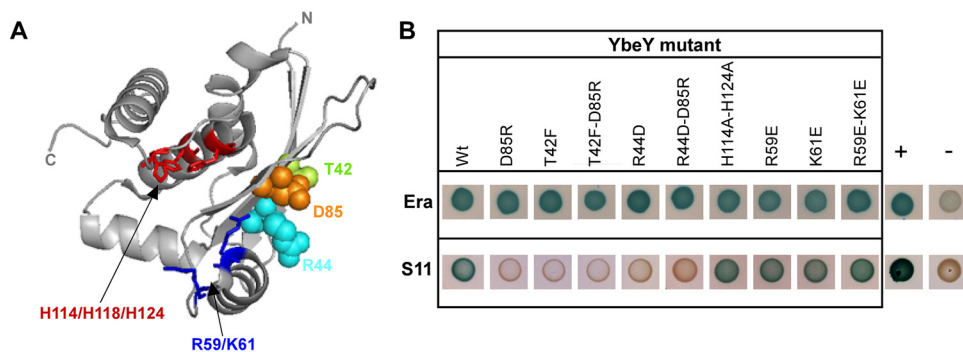 A
N
C
T42
D85
R44
H114/H118/H124
R59/K61
B
YbeY mutant
Wt
D85R
T42F
T42F-D85R
R44D
R44D-D85R
H114A-H124A
R59E
K61E
R59E-K61E
+
-
Era
S11